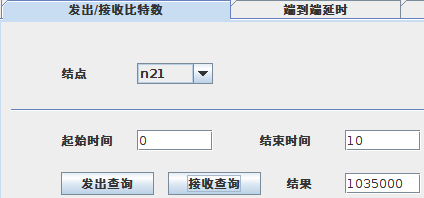 发出/接收比特数 端到端延时
结点 n21
起始时间 0 结束时间 10
发出查询 接收查询 结果 1035000